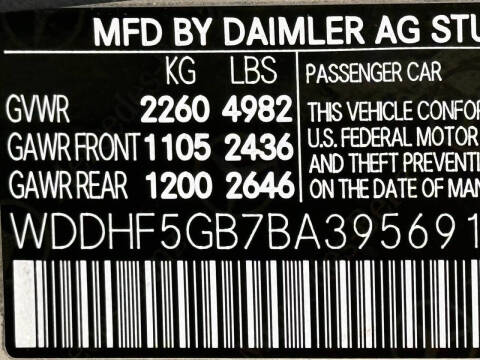 MFD BY DAIMLER AG STU
KG LBS
PASSENGER CAR
GVWR 2260 4982
GAWR FRONT 1105 2436
GAWR REAR 1200 2646
THIS VEHICLE CONFOR
U.S. FEDERAL MOTOR
AND THEFT PREVENTI
ON THE DATE OF MAN
WDDHF5GB7BA395691